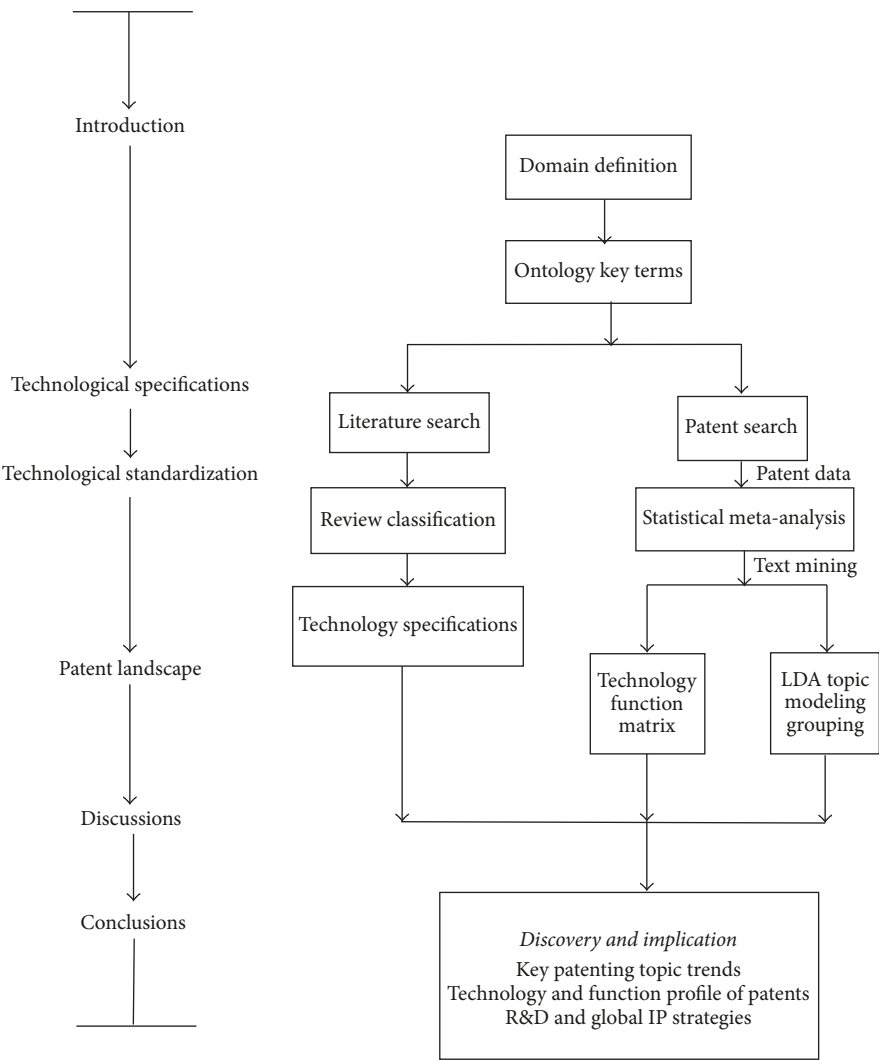 Introduction
Technological specifications
Technological standardization
Patent landscape
Discussions
Conclusions
Domain definition
Ontology key terms
Literature search
Review classification
Technology specifications
Patent search
Patent data
Statistical meta-analysis
Text mining
Technology
function
matrix
LDA topic
modeling
grouping
Discovery and implication
Key patenting topic trends
Technology and function profile of patents
R&D and global IP strategies